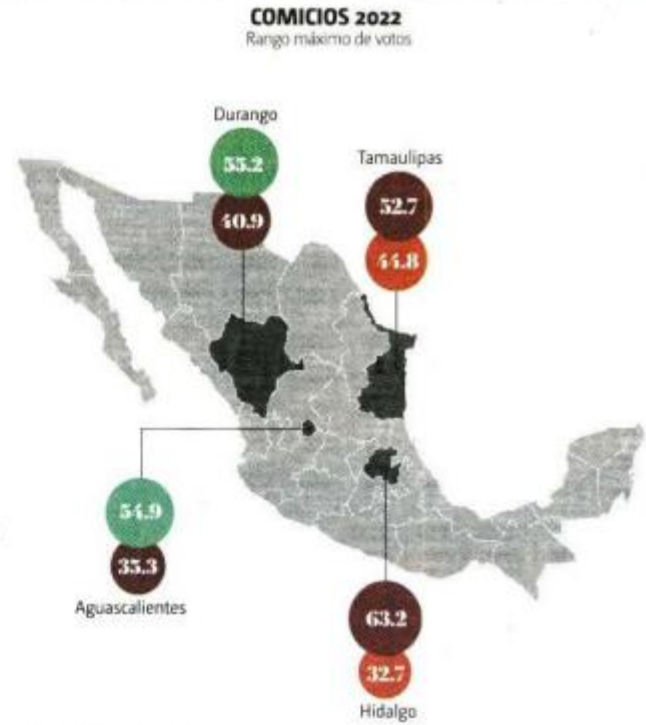 COMICIOS 2022
Rango máximo de votos
Durango
55.2
40.9
Tamaulipas
52.7
44.8
54.9
35.3
Aguascalientes
63.2
32.7
Hidalgo